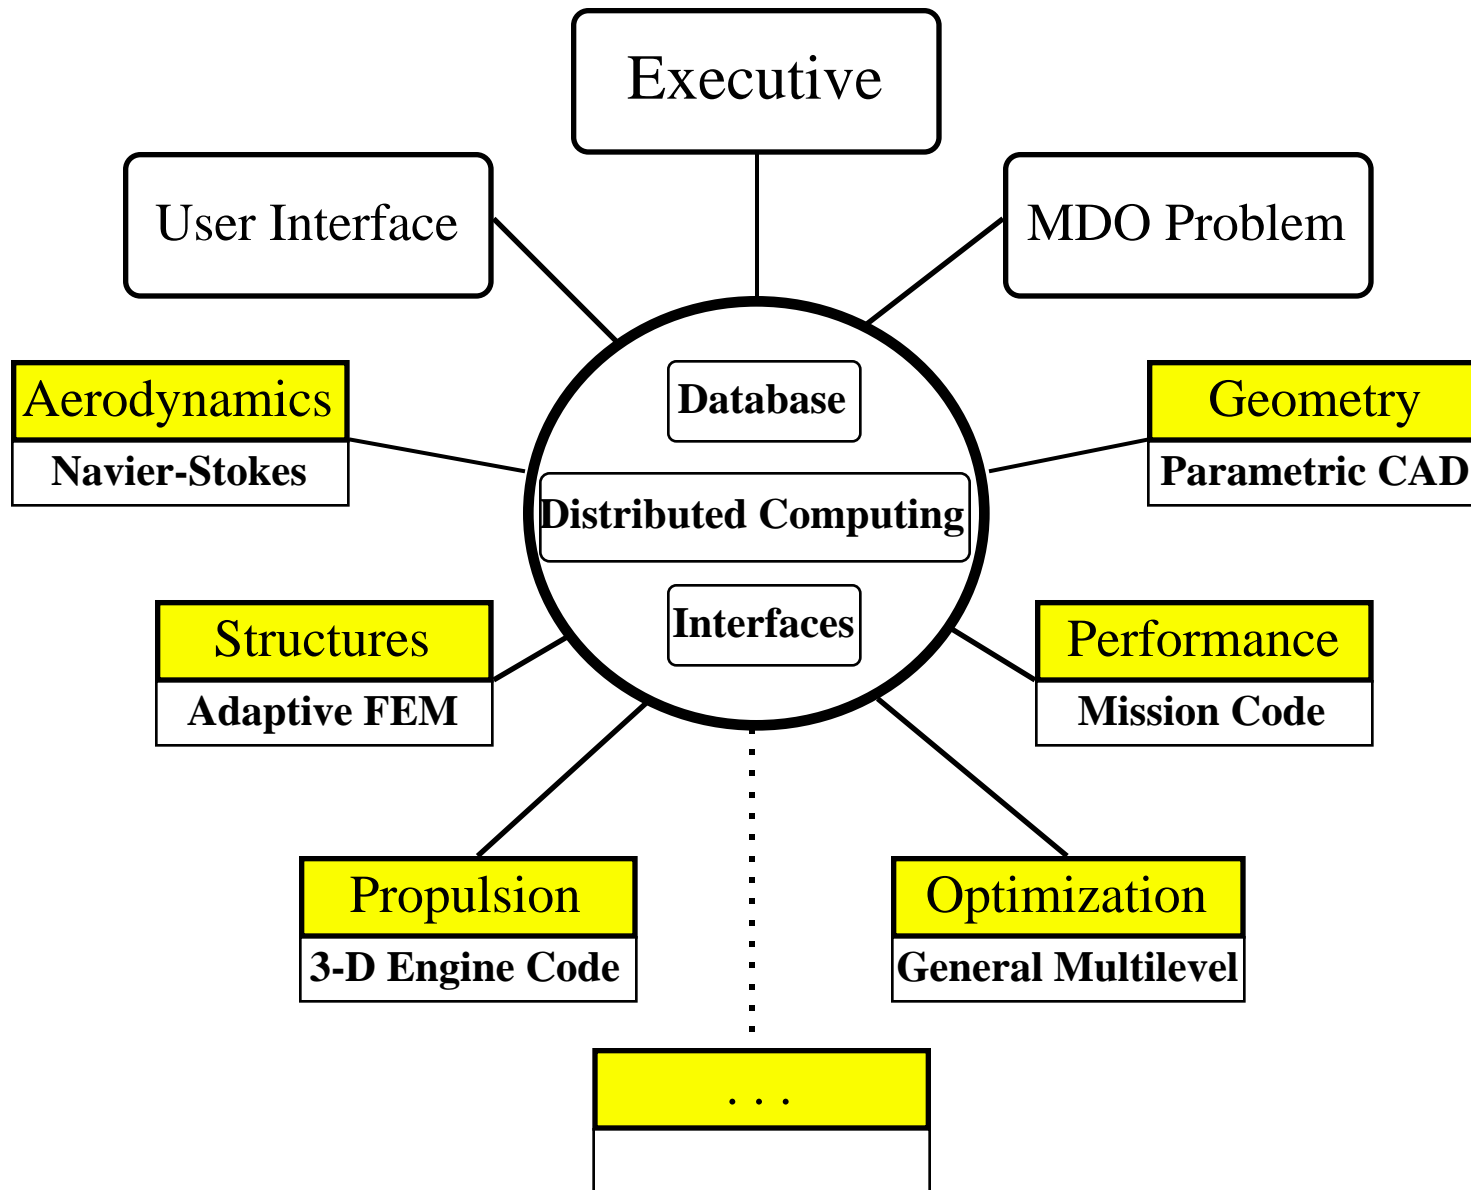 Executive
User Interface
MDO Problem
Database
Aerodynamics
Navier-Stokes
Geometry
Parametric CAD
Distributed Computing
Interfaces
Structures
Adaptive FEM
Performance
Mission Code
Propulsion
3-D Engine Code
Optimization
General Multilevel
. . .